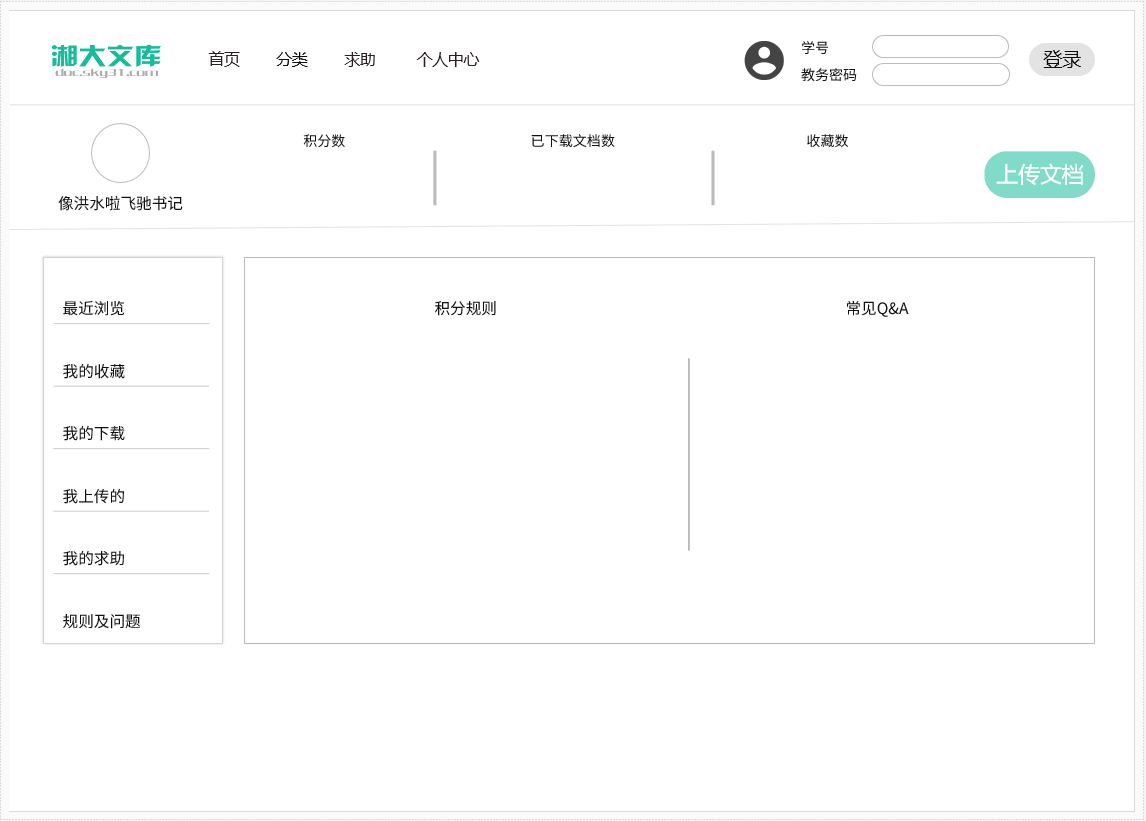 湘大文库
doc.sky31.com
首页 分类 求助 个人中心
学号
教务密码
登录
积分数 已下载文档数 收藏数
上传文档
像洪水啦飞驰书记
最近浏览
我的收藏
我的下载
我上传的
我的求助
规则及问题
积分规则 常见Q&A